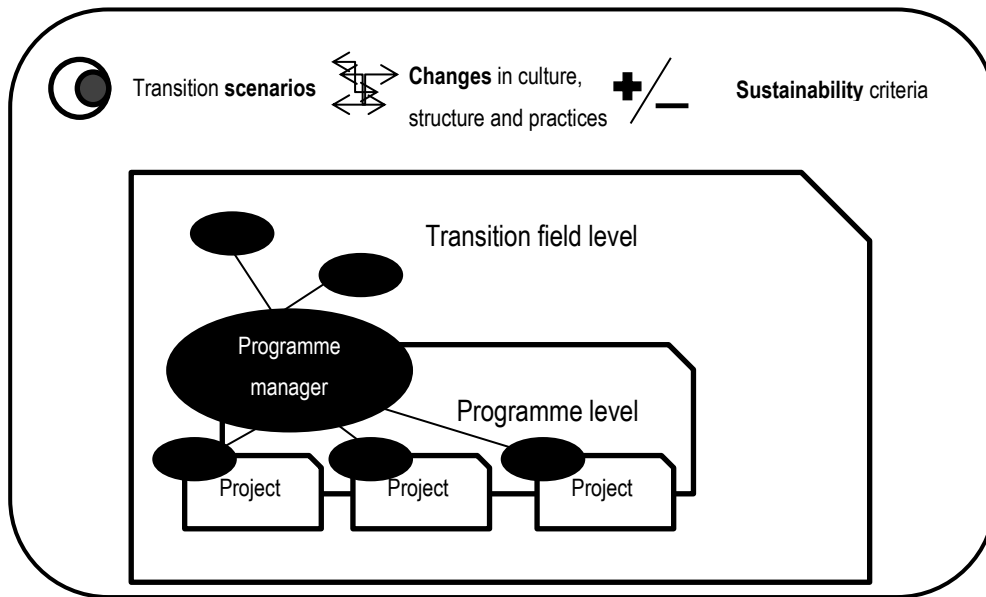 Transition scenarios
Changes in culture,
structure and practices
+/−
Sustainability criteria
Transition field level
Programme
manager
Programme level
Project
Project
Project